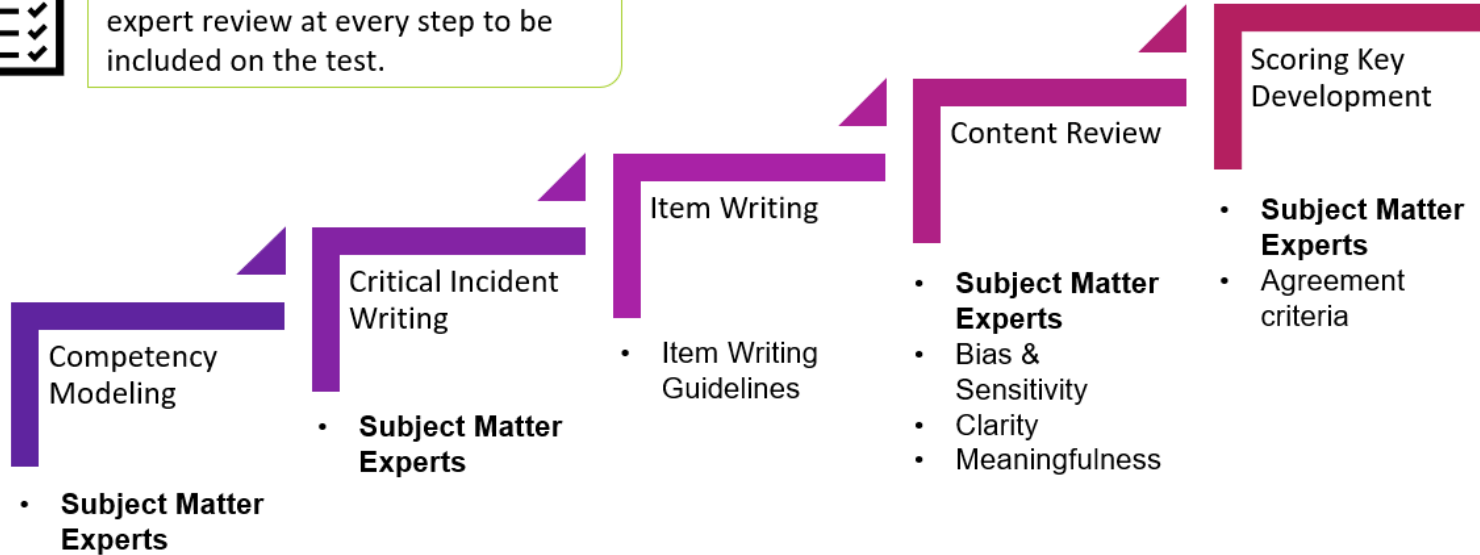 expert review at every step to be
included on the test.
Competency
Modeling
• Subject Matter
Experts
Critical Incident
Writing
• Subject Matter
Experts
Item Writing
• Item Writing
Guidelines
Content Review
• Subject Matter
Experts
• Bias &
Sensitivity
• Clarity
• Meaningfulness
Scoring Key
Development
• Subject Matter
Experts
• Agreement
criteria